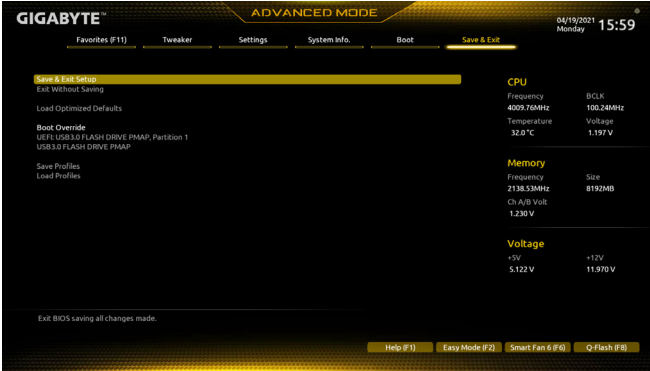 GIGABYTE™
ADVANCED MODE
04/19/2021 15:59
Monday
Favorites (F11) Tweaker Settings System Info. Boot Save & Exit
Save & Exit Setup
Exit Without Saving
Load Optimized Defaults
Boot Override
UEFI: USB3.0 FLASH DRIVE PMAP, Partition 1
USB3.0 FLASH DRIVE PMAP
Save Profiles
Load Profiles
CPU
Frequency BCLK
4009.76MHz 100.24MHz
Temperature Voltage
32.0 °C 1.197 V
Memory
Frequency Size
2138.53MHz 8192MB
Ch A/B Volt
1.230 V
Voltage
+5V +12V
5.122 V 11.970 V
Exit BIOS saving all changes made.
Help (F1) Easy Mode (F2) Smart Fan 6 (F6) Q-Flash (F8)